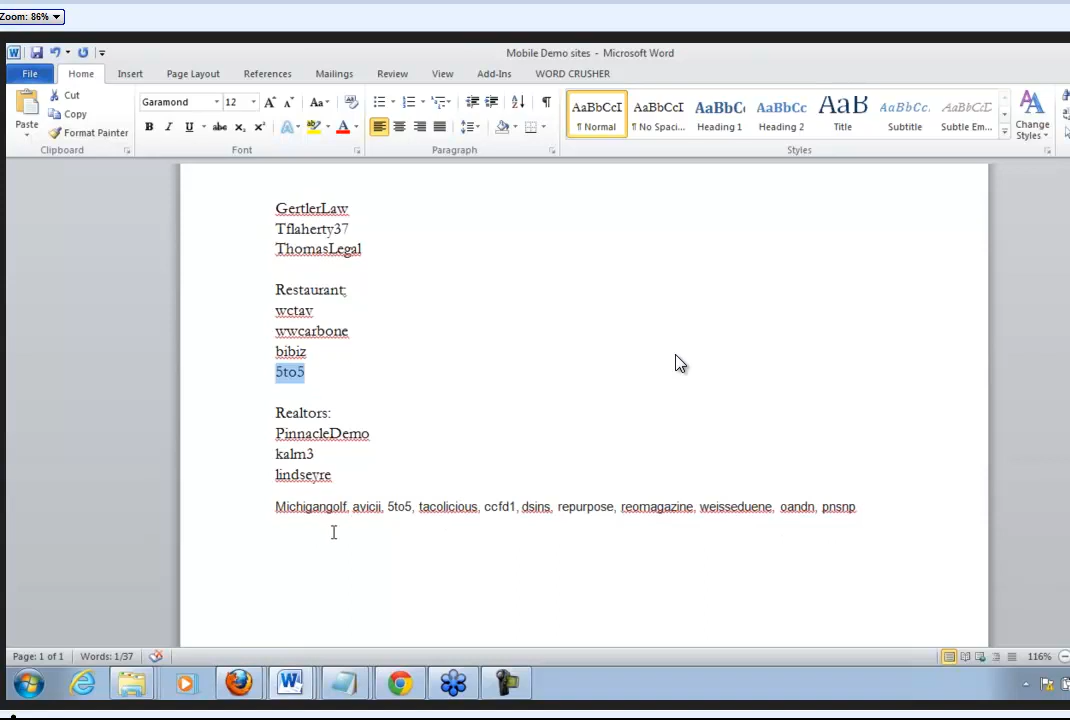 Zoom: 86%
Mobile Demo sites - Microsoft Word
File Home Insert Page Layout References Mailings Review View Add-Ins WORD CRUSHER
Paste Cut Copy Format Painter
Garamond 12
AaBbCcI AaBbCcI AaBbC AaBbCc AaB AaBbCc. AaBbCcD
¶ Normal ¶ No Spaci... Heading 1 Heading 2 Title Subtitle Subtle Em... Change Styles
Clipboard Font Paragraph Styles
GertlerLaw
Tflaherty37
ThomasLegal
Restaurant;
wctav
wwcarbone
bibiz
5to5
Realtors:
PinnacleDemo
kalm3
lindseyre
Michigangolf, avicii, 5to5, tacolicious, ccfd1, dsins, repurpose, reomagazine, weisseduene, oandn, pnsnp
Page: 1 of 1 Words: 1/37 116%